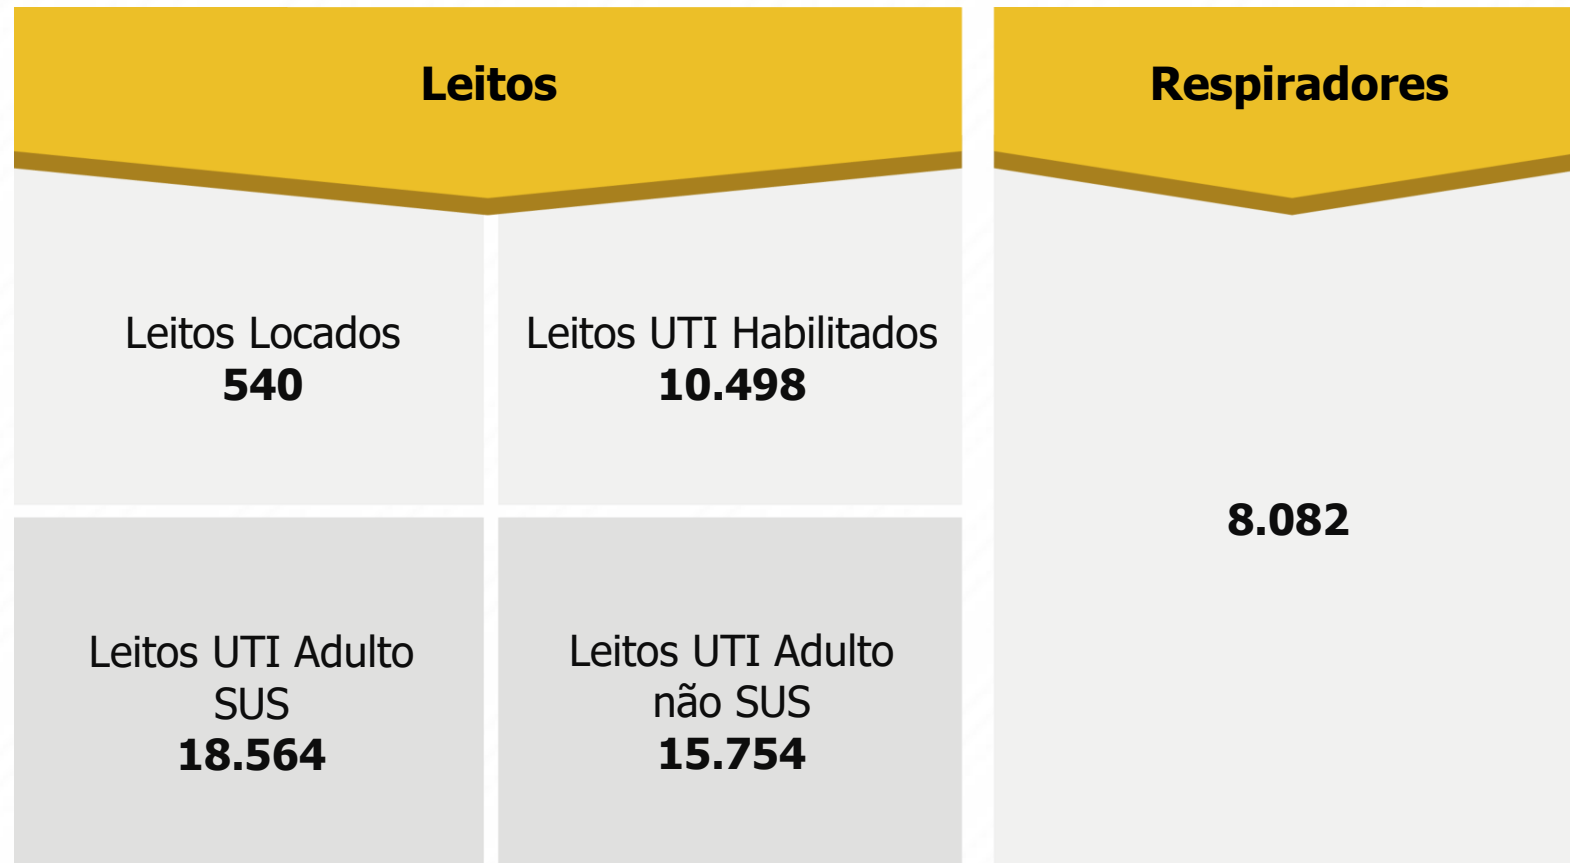 Leitos
Respiradores
Leitos Locados
540
Leitos UTI Habilitados
10.498
8.082
Leitos UTI Adulto
SUS
18.564
Leitos UTI Adulto
não SUS
15.754